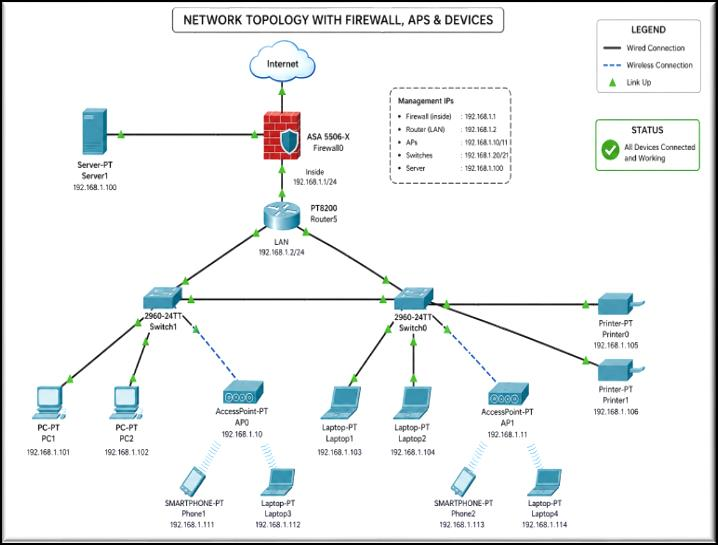 NETWORK TOPOLOGY WITH FIREWALL, APS & DEVICES
LEGEND
Wired Connection
Wireless Connection
Link Up
Internet
Management IPs
• Firewall (inside) : 192.168.1.1
• Router (LAN) : 192.168.1.2
• APs : 192.168.1.10/11
• Switches : 192.168.1.20/21
• Server : 192.168.1.100
STATUS
All Devices Connected
and Working
ASA 5506-X
Firewall0
Server-PT
Server1
192.168.1.100
Inside
192.168.1.1/24
PT8200
Router5
LAN
192.168.1.2/24
2960-24TT
Switch1
2960-24TT
Switch0
Printer-PT
Printer0
192.168.1.105
Printer-PT
Printer1
192.168.1.106
PC-PT
PC1
192.168.1.101
PC-PT
PC2
192.168.1.102
AccessPoint-PT
AP0
192.168.1.10
Laptop-PT
Laptop1
192.168.1.103
Laptop-PT
Laptop2
192.168.1.104
AccessPoint-PT
AP1
192.168.1.11
SMARTPHONE-PT
Phone1
192.168.1.111
Laptop-PT
Laptop3
192.168.1.112
SMARTPHONE-PT
Phone2
192.168.1.113
Laptop-PT
Laptop4
192.168.1.114